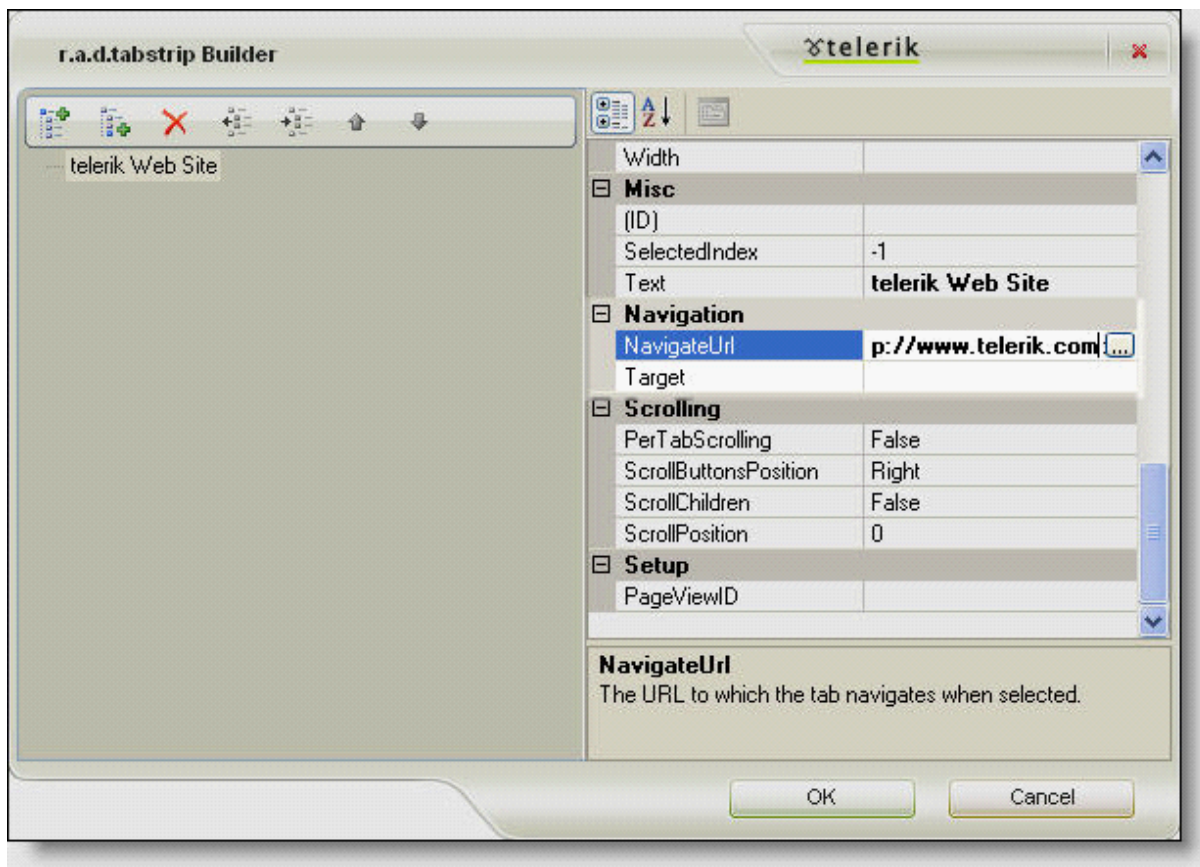 r.a.d.tabstrip Builder
telerik
telerik Web Site
A
Z
Width
Misc
(ID)
SelectedIndex -1
Text telerik Web Site
Navigation
NavigateUrl p://www.telerik.com ...
Target
Scrolling
PerTabScrolling False
ScrollButtonsPosition Right
ScrollChildren False
ScrollPosition 0
Setup
PageViewID
NavigateUrl
The URL to which the tab navigates when selected.
OK Cancel